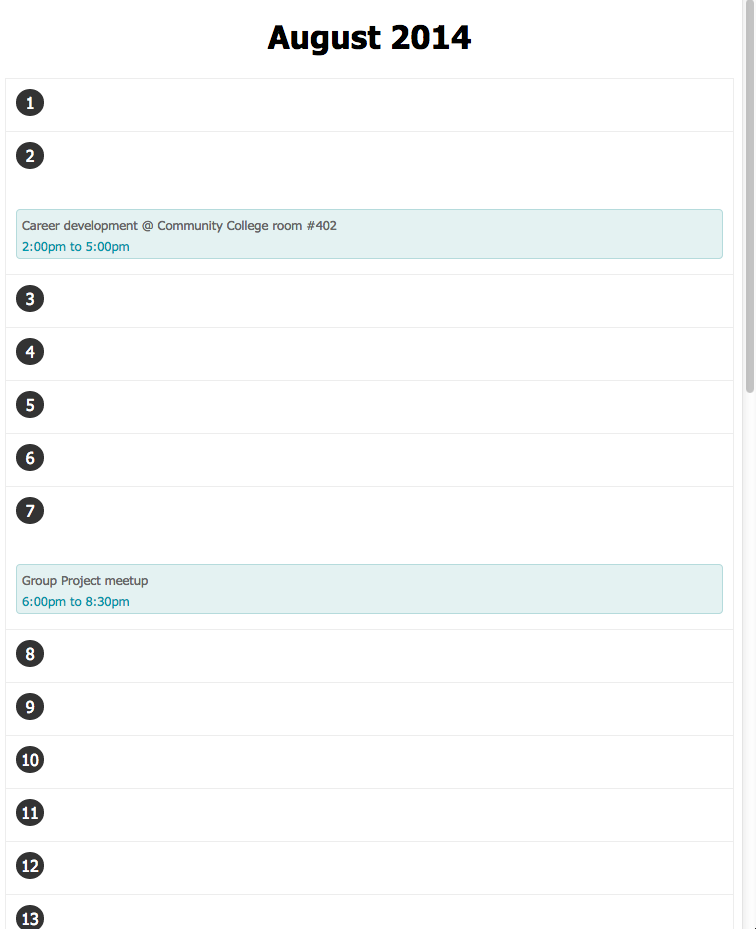 August 2014
1
2
Career development @ Community College room #402
2:00pm to 5:00pm
3
4
5
6
7
Group Project meetup
6:00pm to 8:30pm
8
9
10
11
12
13